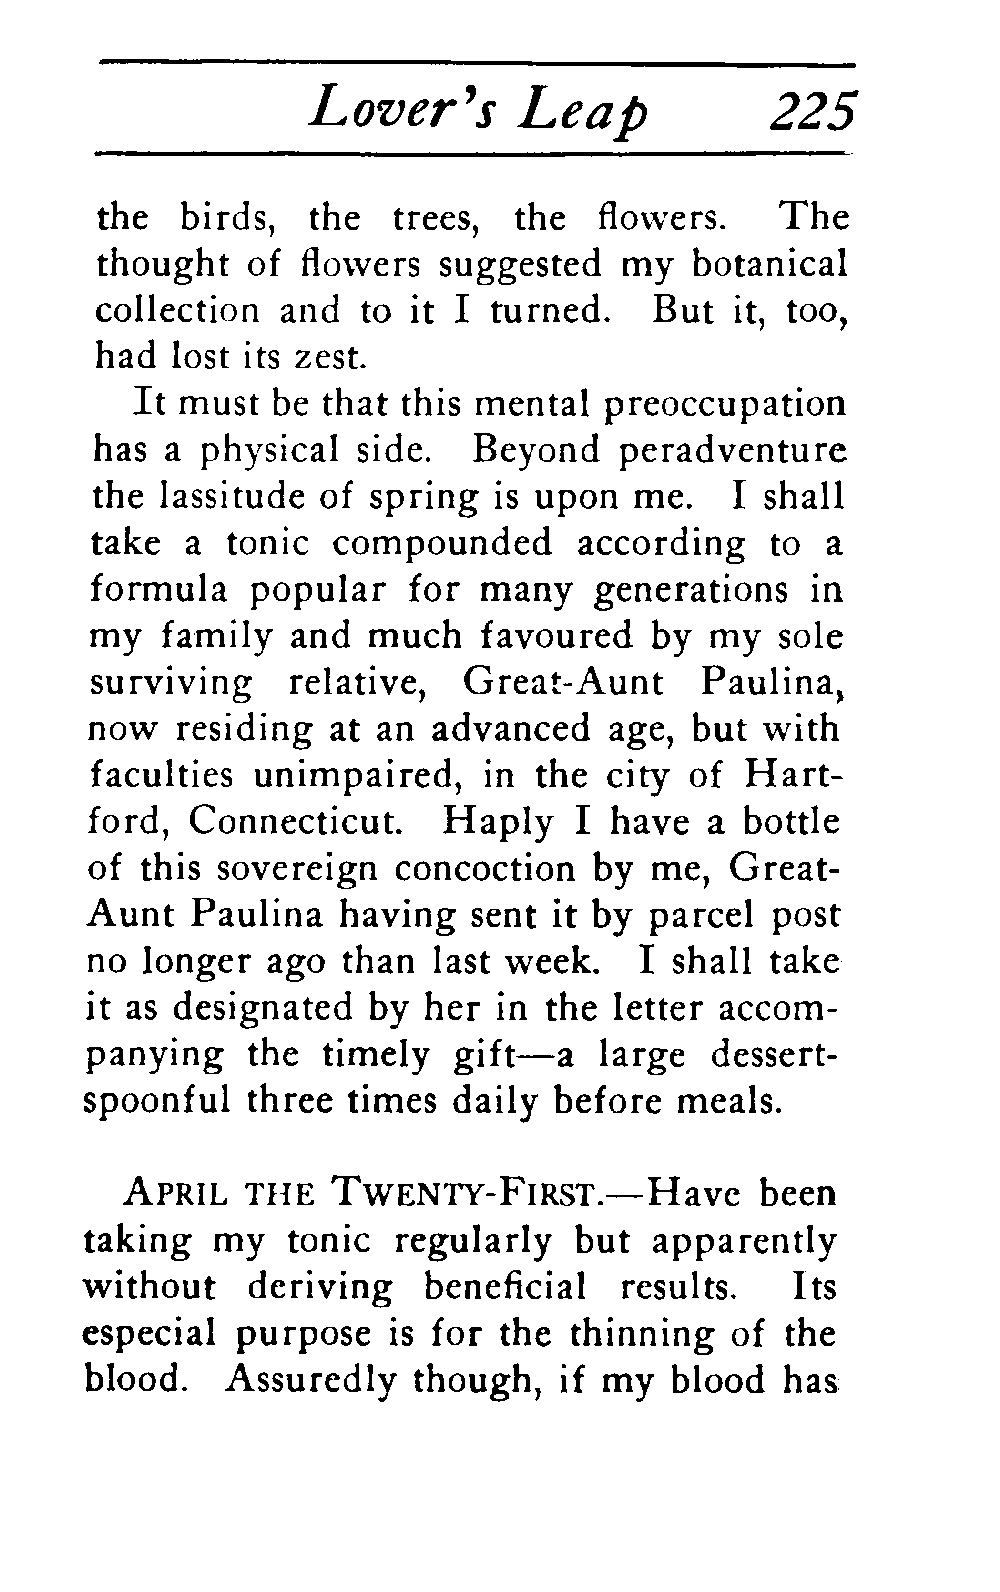 Lover's Leap 225
the birds, the trees, the flowers. The
thought of flowers suggested my botanical
collection and to it I turned. But it, too,
had lost its zest.
It must be that this mental preoccupation
has a physical side. Beyond peradventure
the lassitude of spring is upon me. I shall
take a tonic compounded according to a
formula popular for many generations in
my family and much favoured by my sole
surviving relative, Great-Aunt Paulina,
now residing at an advanced age, but with
faculties unimpaired, in the city of Hart-
ford, Connecticut. Haply I have a bottle
of this sovereign concoction by me, Great-
Aunt Paulina having sent it by parcel post
no longer ago than last week. I shall take
it as designated by her in the letter accom-
panying the timely gift—a large dessert-
spoonful three times daily before meals.
APRIL THE TWENTY-FIRST.—Have been
taking my tonic regularly but apparently
without deriving beneficial results. Its
especial purpose is for the thinning of the
blood. Assuredly though, if my blood has